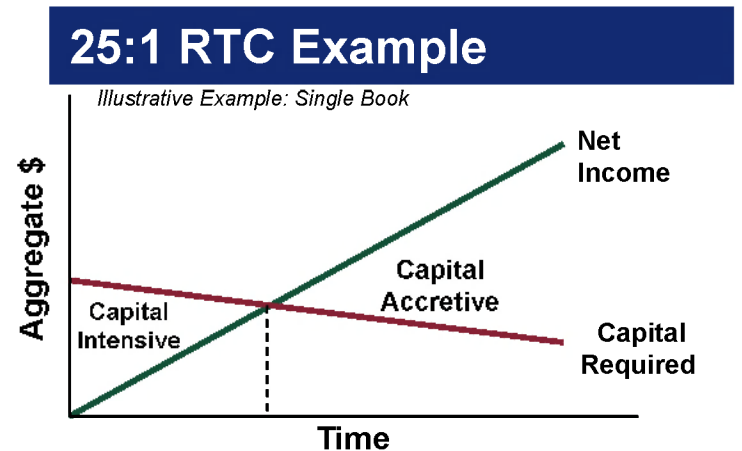 25:1 RTC Example
Illustrative Example: Single Book
Net
Income
Aggregate $
Capital
Accretive
Capital
Intensive
Capital
Required
Time